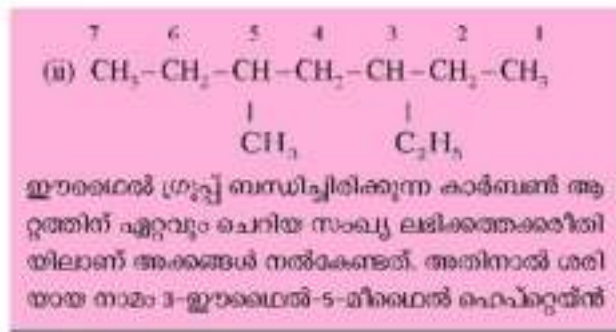 7 6 5 4 3 2 1
(ii) CH₃–CH₂–CH–CH₂–CH–CH₂–CH₃
| |
CH₃ C₂H₅
ഈഥൈൽ ഗ്രൂപ്പ് ബന്ധിച്ചിരിക്കുന്ന കാർബൺ ആ
റ്റത്തിന് ഏറ്റവും ചെറിയ സംഖ്യ ലഭിക്കത്തക്കരീതി
യിലാണ് അക്കങ്ങൾ നൽകേണ്ടത്. അതിനാൽ ശരി
യായ നാമം 3-ഈഥൈൽ-5-മീഥൈൽ ഹെപ്റ്റെയ്ൻ